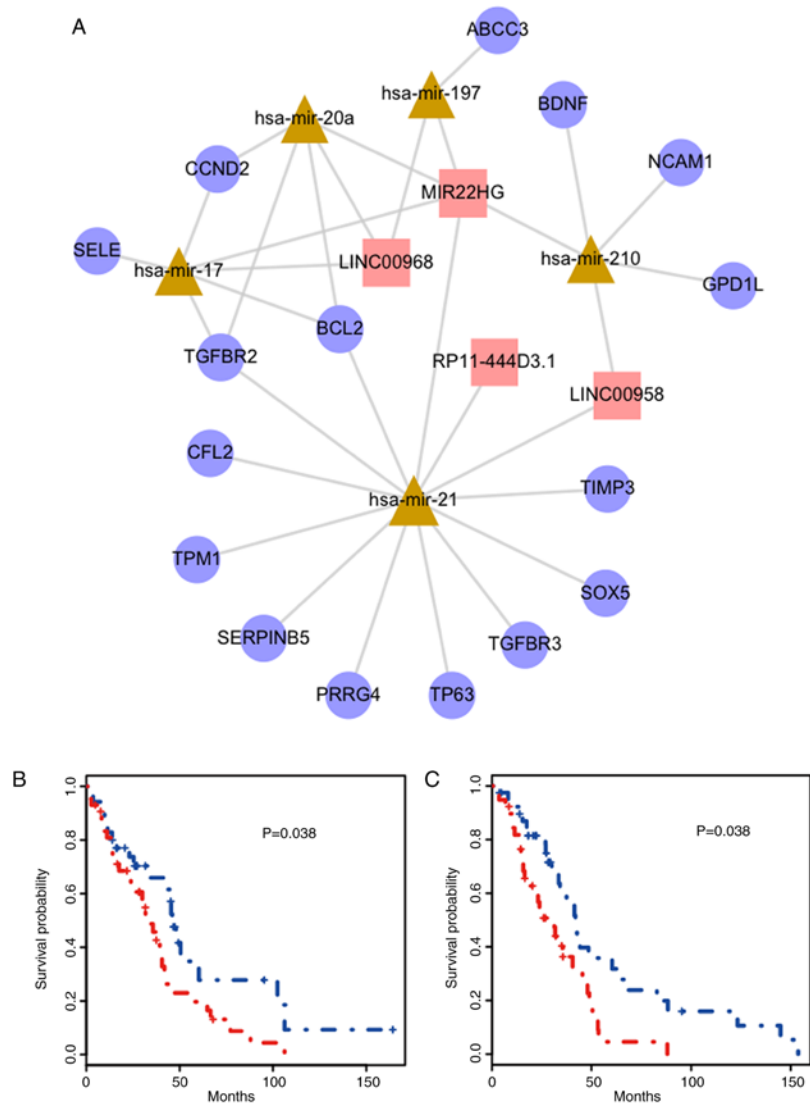 A
ABCC3
hsa-mir-197
BDNF
hsa-mir-20a
CCND2
NCAM1
MIR22HG
SELE
hsa-mir-17
LINC00968
hsa-mir-210
GPD1L
BCL2
TGFBR2
RP11-444D3.1
LINC00958
CFL2
hsa-mir-21
TIMP3
TPM1
SOX5
SERPINB5
TGFBR3
PRRG4
TP63
B
Survival probability
1.0
0.8
0.6
0.4
0.2
0.0
P=0.038
0 50 100 150
Months
C
Survival probability
1.0
0.8
0.6
0.4
0.2
0.0
P=0.038
0 50 100 150
Months